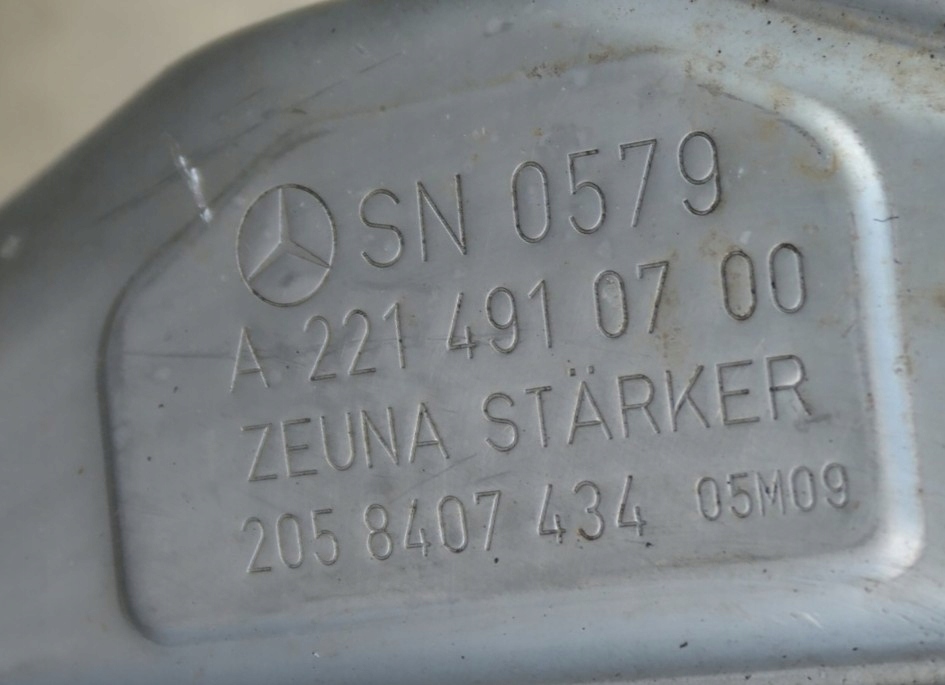 SN 0579
A 221 491 07 00
ZEUNA STÄRKER
205 8407 434 05M09